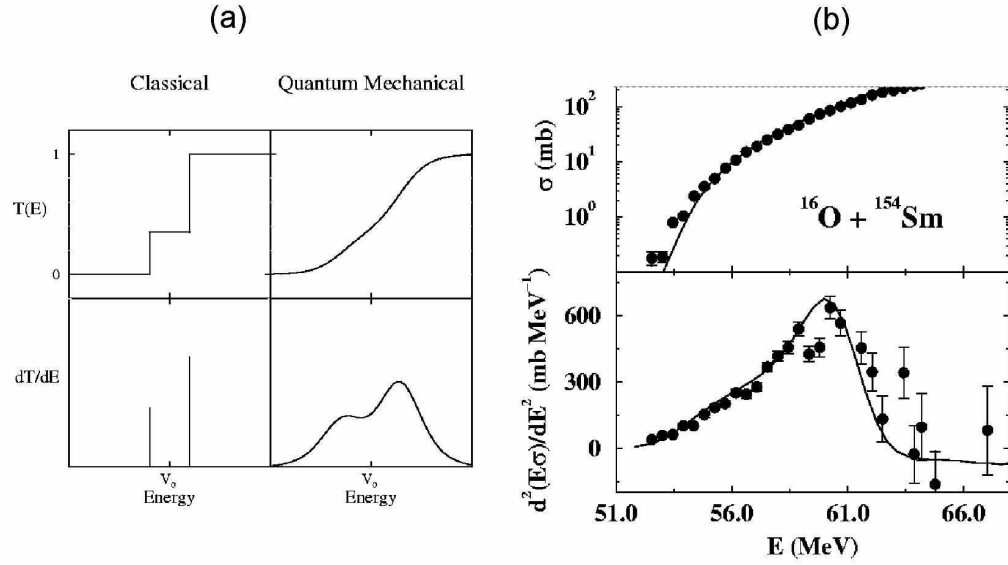 (a)
Classical
Quantum Mechanical
1
T(E)
0
dT/dE
V₀
Energy
V₀
Energy
(b)
σ (mb)
10²
10¹
10⁰
¹⁶O + ¹⁵⁴Sm
d²(Eσ)/dE² (mb MeV⁻¹)
600
300
0
51.0 56.0 61.0 66.0
E (MeV)